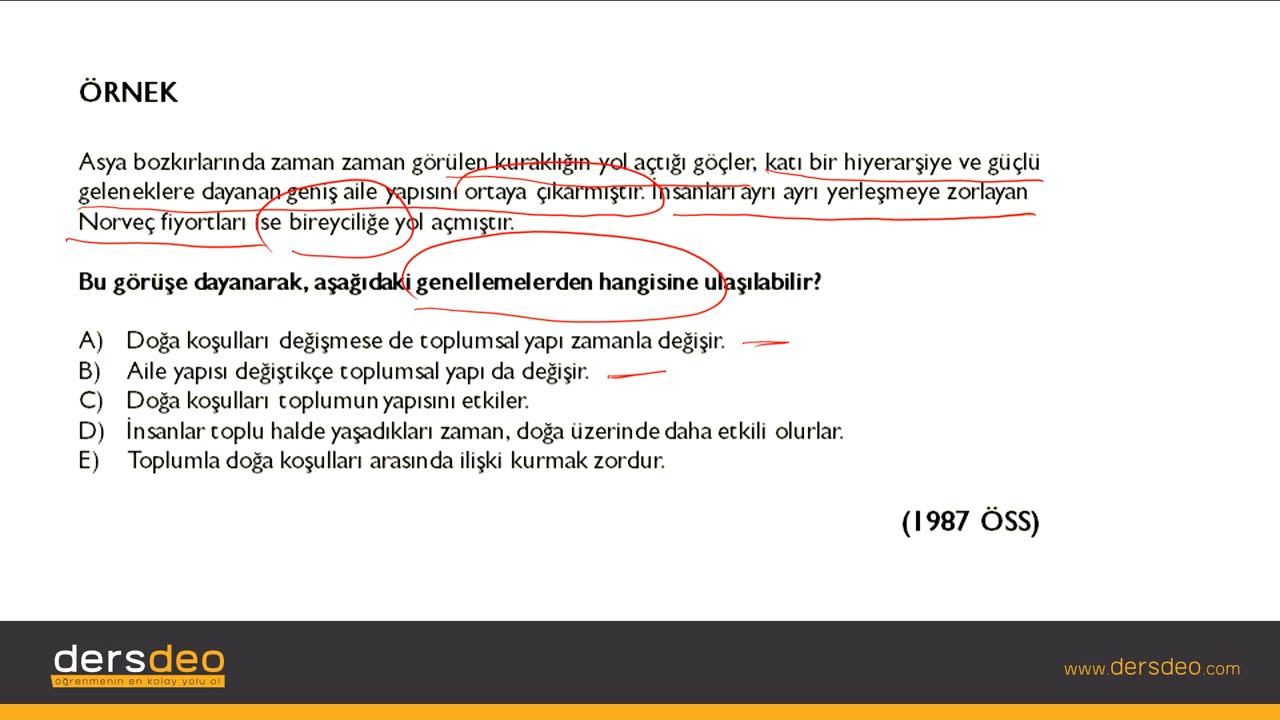 ÖRNEK
Asya bozkırlarında zaman zaman görülen kuraklığın yol açtığı göçler, katı bir hiyerarşiye ve güçlü
geleneklere dayanan geniş aile yapısını ortaya çıkarmıştır. İnsanları ayrı ayrı yerleşmeye zorlayan
Norveç fiyortları ise bireyciliğe yol açmıştır.
Bu görüşe dayanarak, aşağıdaki genellemelerden hangisine ulaşılabilir?
A) Doğa koşulları değişmese de toplumsal yapı zamanla değişir.
B) Aile yapısı değiştikçe toplumsal yapı da değişir.
C) Doğa koşulları toplumun yapısını etkiler.
D) İnsanlar toplu halde yaşadıkları zaman, doğa üzerinde daha etkili olurlar.
E) Toplumla doğa koşulları arasında ilişki kurmak zordur.
(1987 ÖSS)
dersdeo
öğrenmenin en kolay yolu o!
www.dersdeo.com